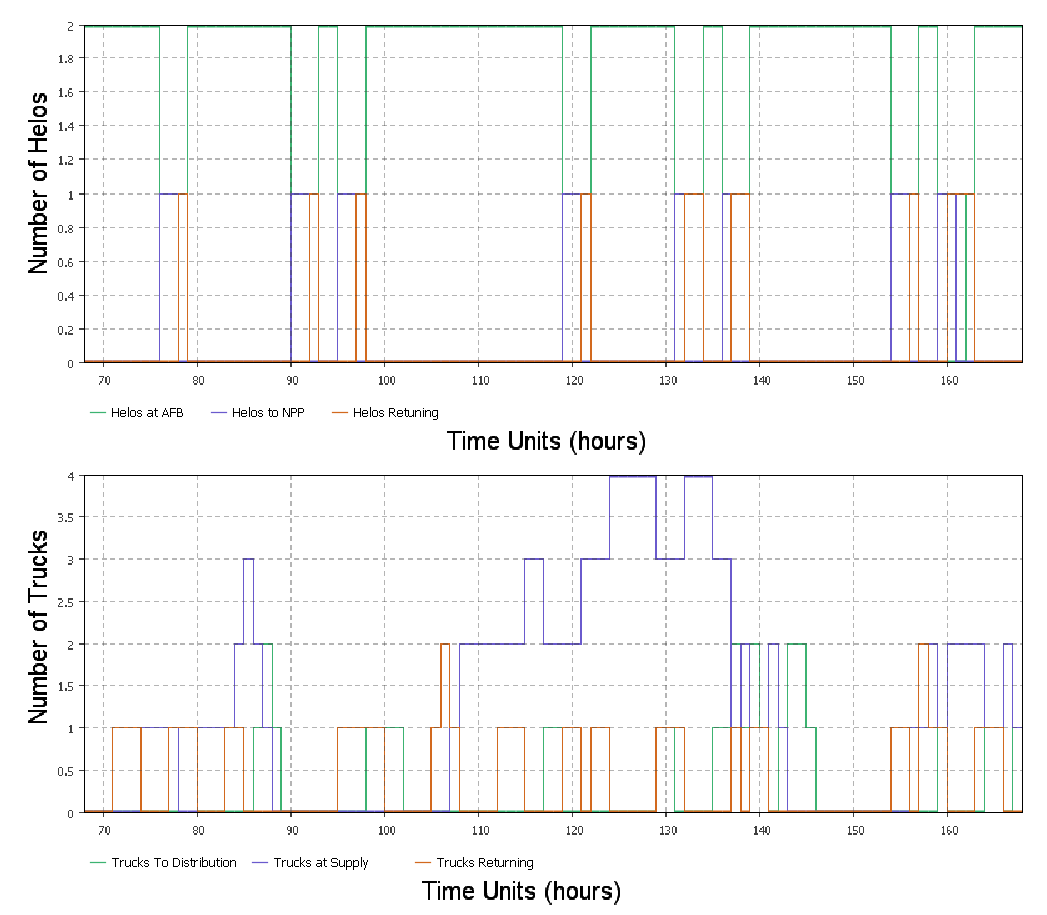 Number of Helos
2
1.8
1.6
1.4
1.2
1
0.8
0.6
0.4
0.2
0
70 80 90 100 110 120 130 140 150 160
Helos at AFB Helos to NPP Helos Retuning
Time Units (hours)
Number of Trucks
4
3.5
3
2.5
2
1.5
1
0.5
0
70 80 90 100 110 120 130 140 150 160
Trucks To Distribution Trucks at Supply Trucks Returning
Time Units (hours)